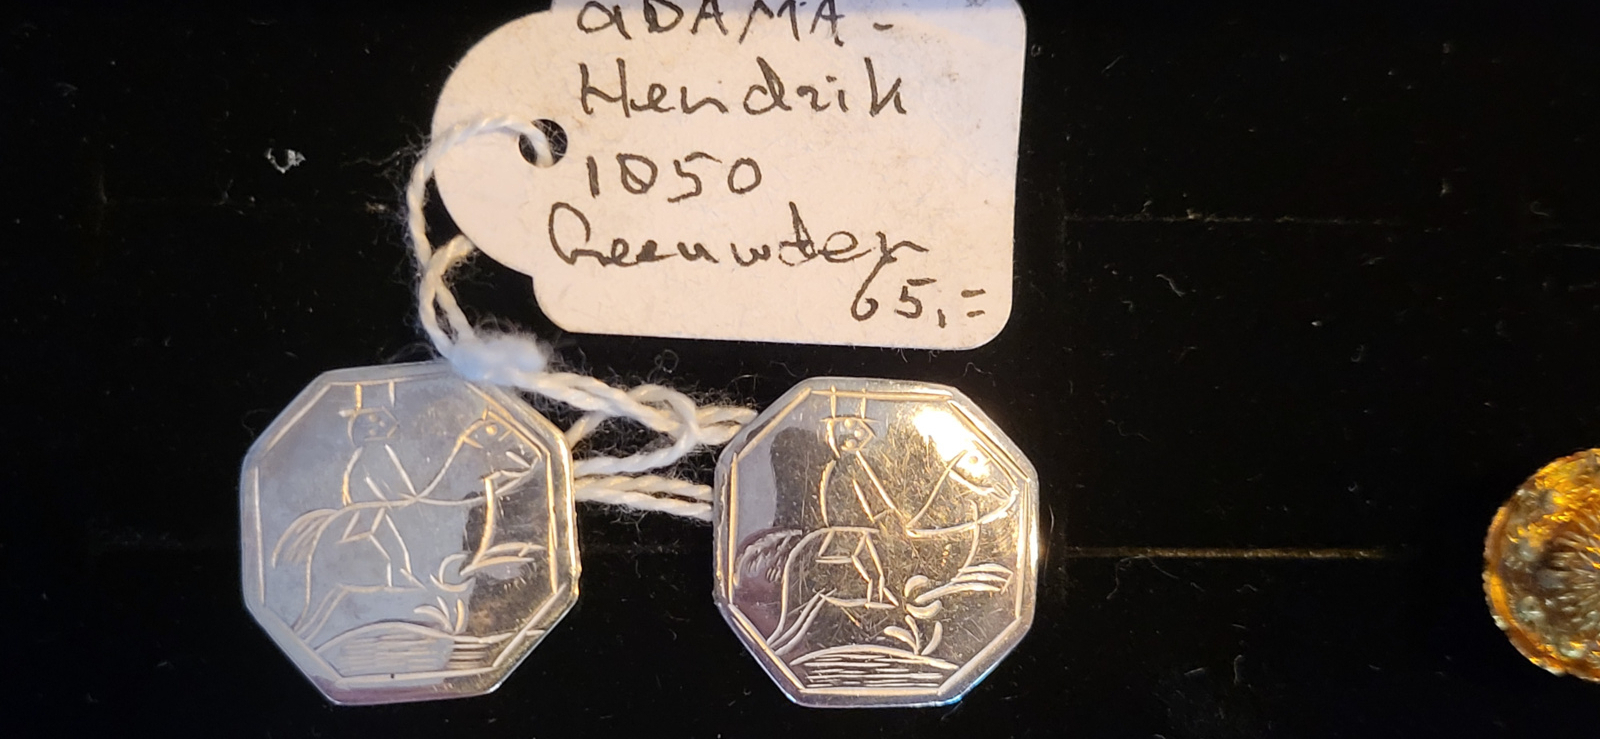 ADAMA-
Hendrik
1850
Leeuwden
65,=